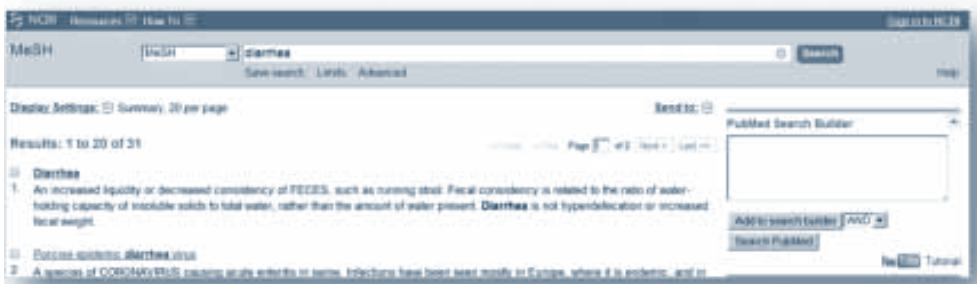 NCBI Resources How To Sign in to NCBI
MeSH MeSH diarrhea Search
Save search Limits Advanced Help
Display Settings: Summary, 20 per page Send to:
Results: 1 to 20 of 31 Page of 2 Next > Last >>
PubMed Search Builder
Diarrhea
1. An increased liquidity or decreased consistency of FECES, such as running stool. Fecal consistency is related to the ratio of water-
holding capacity of insoluble solids to total water, rather than the amount of water present. Diarrhea is not hyperdefecation or increased
fecal weight.
Add to search builder AND
Search PubMed
Porcine epidemic diarrhea virus
2. A species of CORONAVIRUS causing acute enteritis in swine. Infections have been seen mostly in Europe, where it is endemic, and in
Tutorial